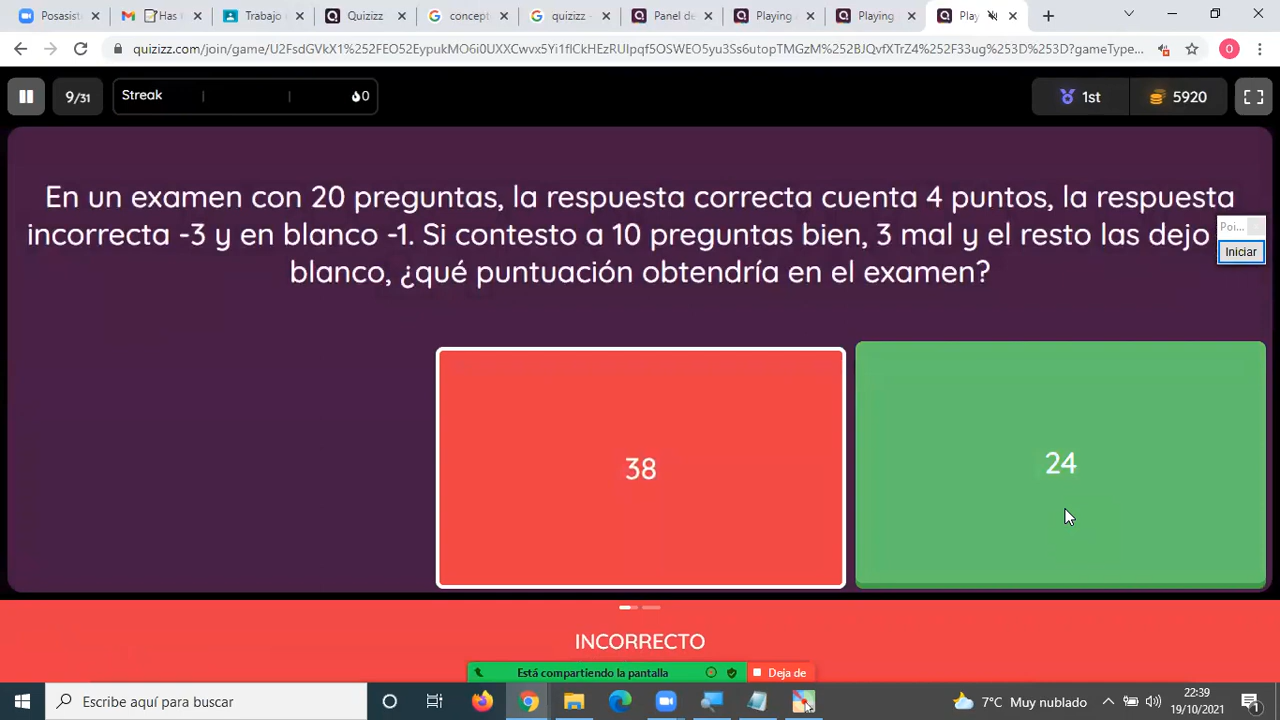 Posasist
Has t
Trabajo
Quizizz
concept
quizizz -
Panel de
Playing
Playing
Play
quizizz.com/join/game/U2FsdGVkX1%252FEO52EypukMO6i0UXXCwvx5Yi1flCkHEzRUlpqf5OSWEO5yu3Ss6utopTMGzM%252BJQvfXTrZ4%252F33ug%253D%253D?gameType...
O
9/31
Streak
0
1st
5920
En un examen con 20 preguntas, la respuesta correcta cuenta 4 puntos, la respuesta
incorrecta -3 y en blanco -1. Si contesto a 10 preguntas bien, 3 mal y el resto las dejo
blanco, ¿qué puntuación obtendría en el examen?
Poi...
Iniciar
38
24
INCORRECTO
Está compartiendo la pantalla
Deja de
Escribe aquí para buscar
7°C Muy nublado
22:39
19/10/2021
1